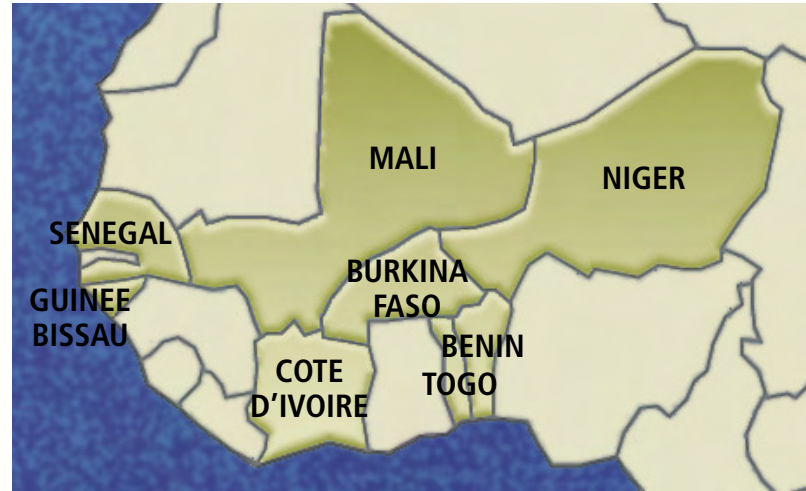 MALI
NIGER
SENEGAL
BURKINA
FASO
GUINEE
BISSAU
BENIN
TOGO
COTE
D'IVOIRE